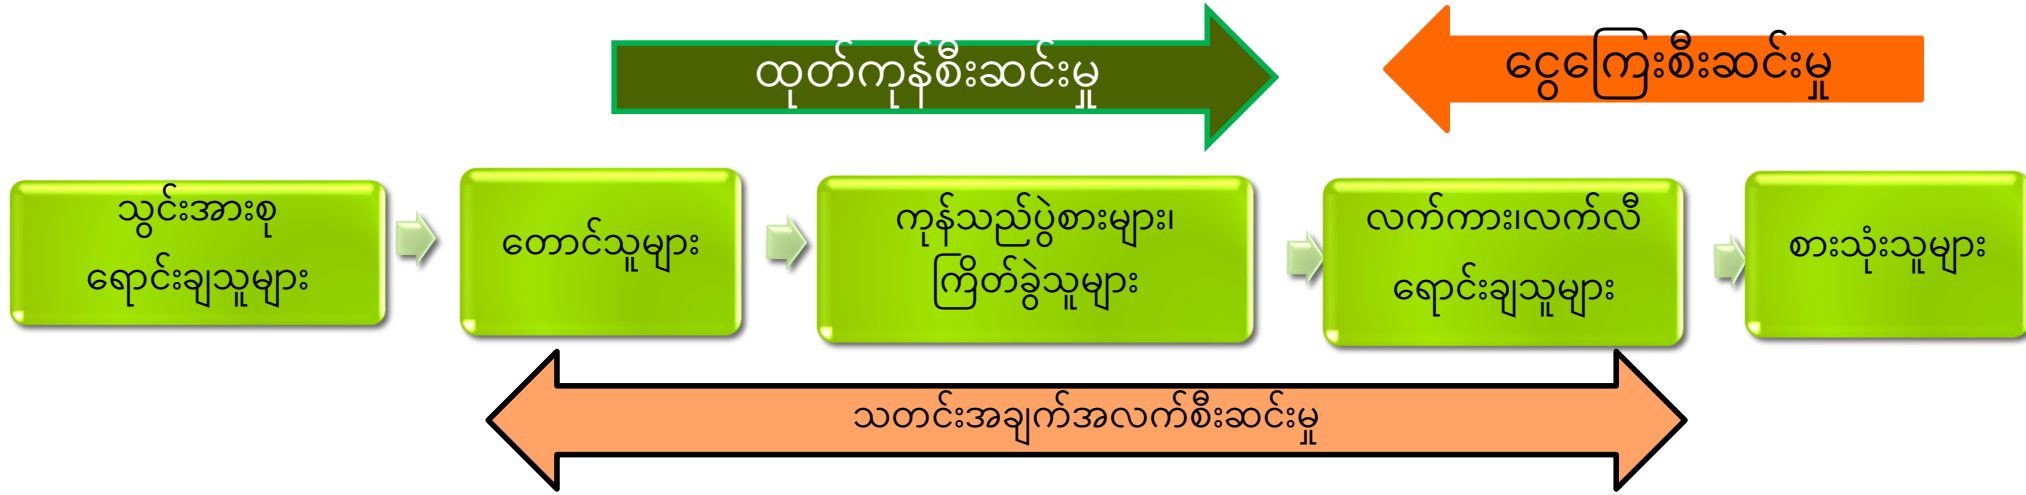 ထုတ်ကုန်စီးဆင်းမှု
ငွေကြေးစီးဆင်းမှု
သွင်းအားစု
ရောင်းချသူများ
တောင်သူများ
ကုန်သည်ပွဲစားများ၊
ကြိတ်ခွဲသူများ
လက်ကား၊လက်လီ
ရောင်းချသူများ
စားသုံးသူများ
သတင်းအချက်အလက်စီးဆင်းမှု